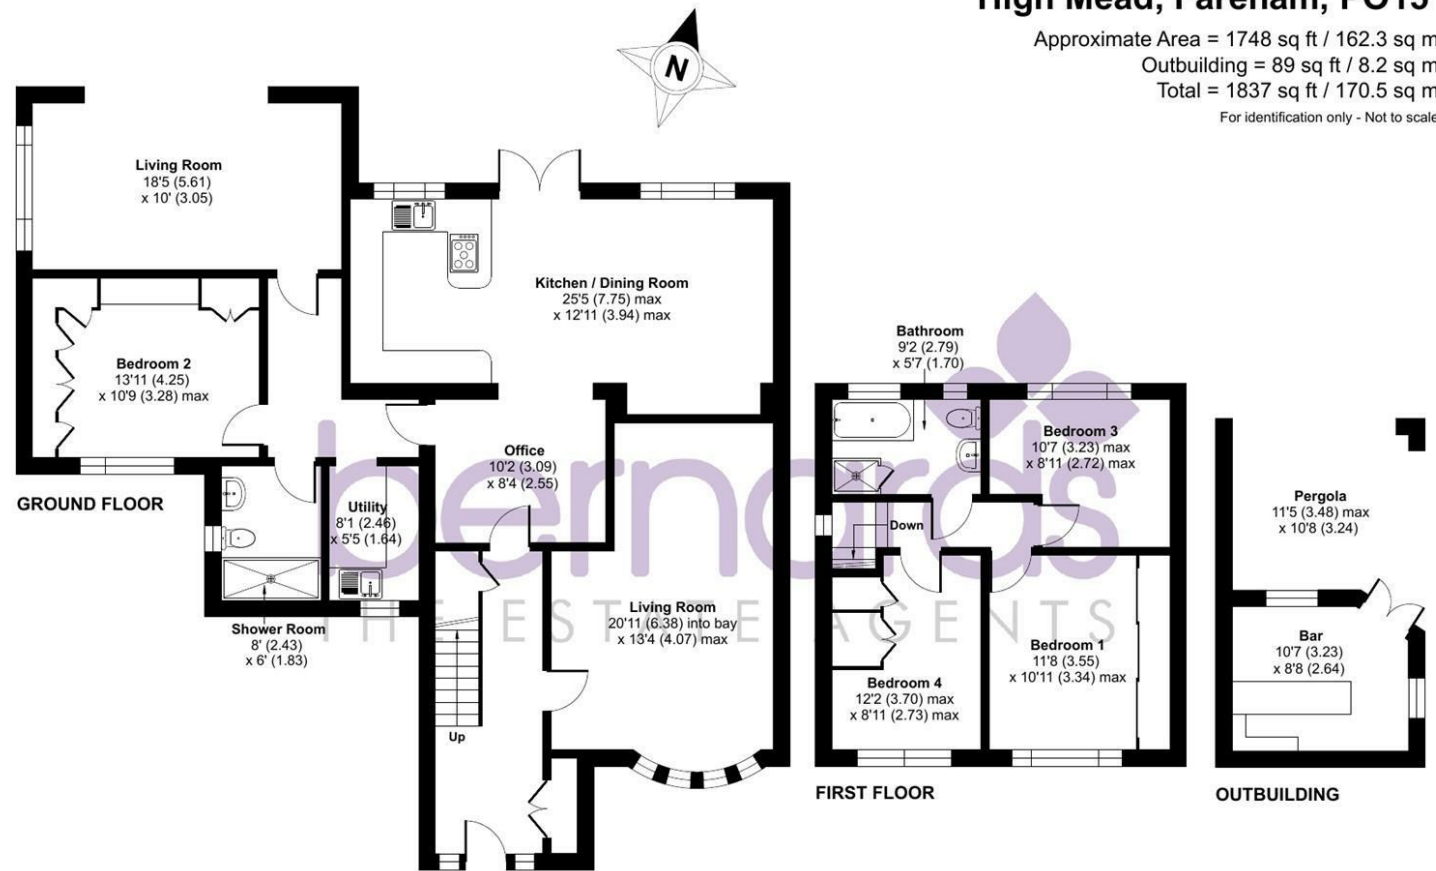 High Mead, Fareham, PO15
Approximate Area = 1748 sq ft / 162.3 sq m
Outbuilding = 89 sq ft / 8.2 sq m
Total = 1837 sq ft / 170.5 sq m
For identification only - Not to scale
N
Living Room
18'5 (5.61)
x 10' (3.05)
Kitchen / Dining Room
25'5 (7.75) max
x 12'11 (3.94) max
Bedroom 2
13'11 (4.25)
x 10'9 (3.28) max
Office
10'2 (3.09)
x 8'4 (2.55)
GROUND FLOOR
Utility
8'1 (2.46)
x 5'5 (1.64)
Shower Room
8' (2.43)
x 6' (1.83)
Living Room
20'11 (6.38) into bay
x 13'4 (4.07) max
Up
Bathroom
9'2 (2.79)
x 5'7 (1.70)
Bedroom 3
10'7 (3.23) max
x 8'11 (2.72) max
Down
Bedroom 4
12'2 (3.70) max
x 8'11 (2.73) max
Bedroom 1
11'8 (3.55)
x 10'11 (3.34) max
FIRST FLOOR
Pergola
11'5 (3.48) max
x 10'8 (3.24)
Bar
10'7 (3.23)
x 8'8 (2.64)
OUTBUILDING
bernards
THE ESTATE AGENTS